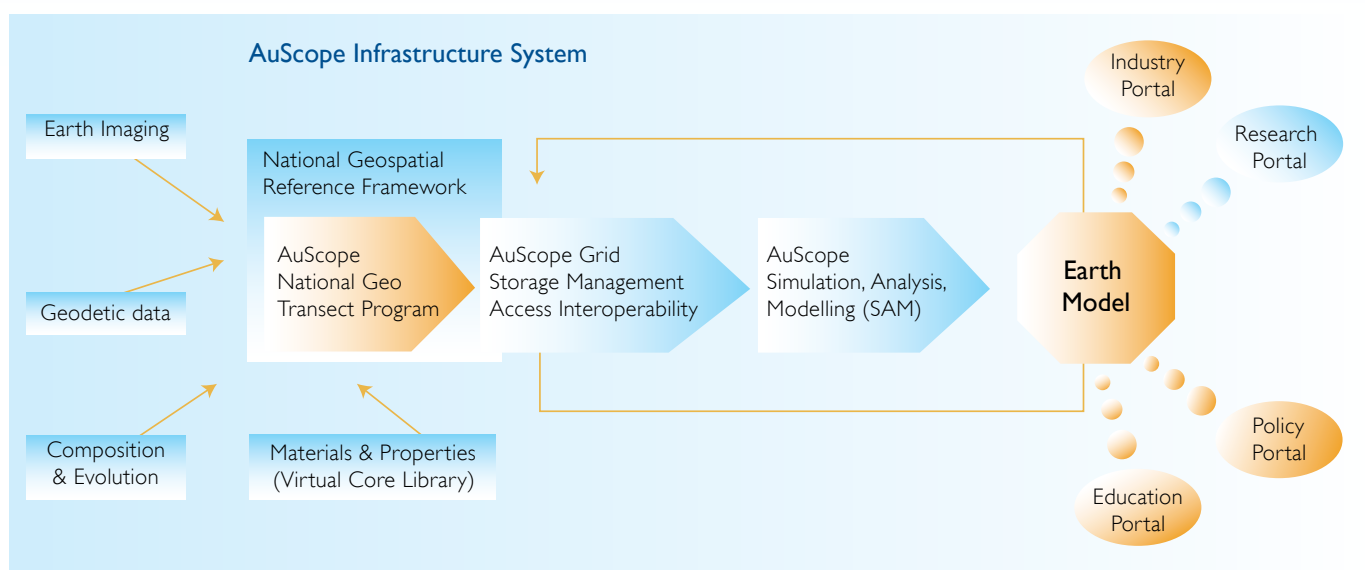 AuScope Infrastructure System
Earth Imaging
Geodetic data
Composition
& Evolution
Materials & Properties
(Virtual Core Library)
National Geospatial
Reference Framework
AuScope
National Geo
Transect Program
AuScope Grid
Storage Management
Access Interoperability
AuScope
Simulation, Analysis,
Modelling (SAM)
Earth
Model
Industry
Portal
Research
Portal
Policy
Portal
Education
Portal